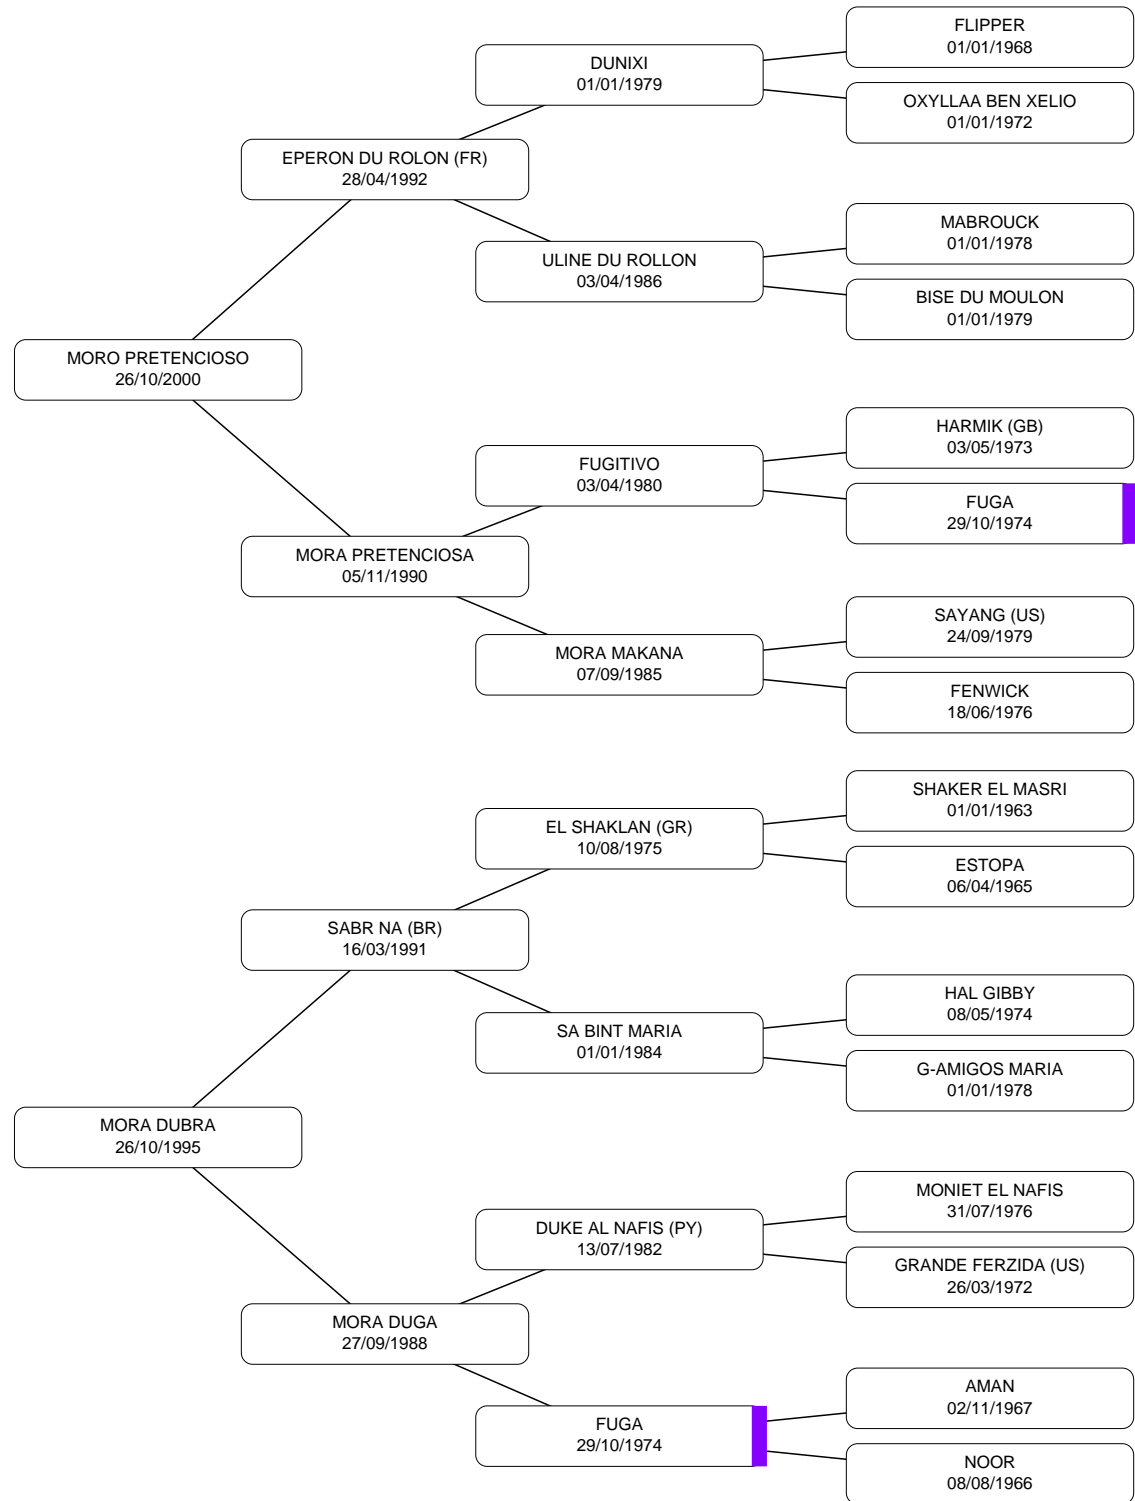 FLIPPER
01/01/1968
DUNIXI
01/01/1979
OXYLLAA BEN XELIO
01/01/1972
EPERON DU ROLON (FR)
28/04/1992
MABROUCK
01/01/1978
ULINE DU ROLLON
03/04/1986
BISE DU MOULON
01/01/1979
MORO PRETENCIOSO
26/10/2000
HARMIK (GB)
03/05/1973
FUGITIVO
03/04/1980
FUGA
29/10/1974
MORA PRETENCIOSA
05/11/1990
SAYANG (US)
24/09/1979
MORA MAKANA
07/09/1985
FENWICK
18/06/1976
SHAKER EL MASRI
01/01/1963
EL SHAKLAN (GR)
10/08/1975
ESTOPA
06/04/1965
SABR NA (BR)
16/03/1991
HAL GIBBY
08/05/1974
SA BINT MARIA
01/01/1984
G-AMIGOS MARIA
01/01/1978
MORA DUBRA
26/10/1995
MONIET EL NAFIS
31/07/1976
DUKE AL NAFIS (PY)
13/07/1982
GRANDE FERZIDA (US)
26/03/1972
MORA DUGA
27/09/1988
AMAN
02/11/1967
FUGA
29/10/1974
NOOR
08/08/1966